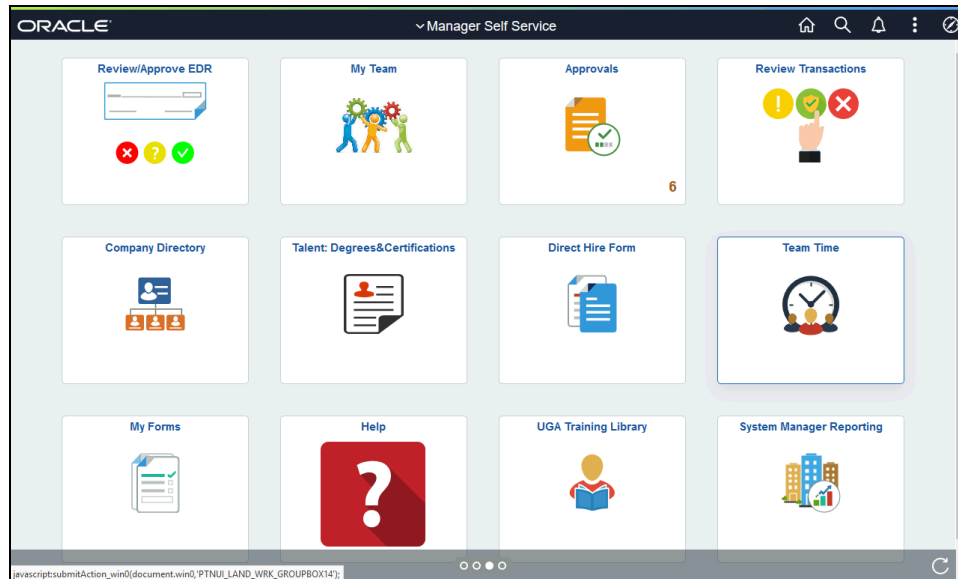 ORACLE
Manager Self Service
Review/Approve EDR
My Team
Approvals
Review Transactions
6
Company Directory
Talent: Degrees&Certifications
Direct Hire Form
Team Time
My Forms
Help
UGA Training Library
System Manager Reporting
javascript:submitAction_win0(document.win0,'PTNUI_LAND_WRK_GROUPBOX14');